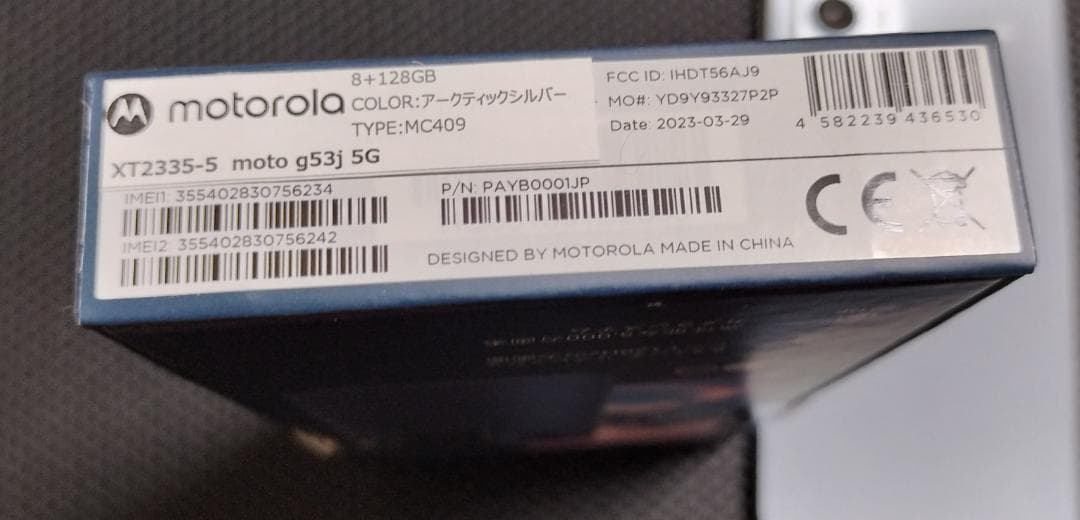 motorola
8+128GB
COLOR:アークティックシルバー
TYPE:MC409
XT2335-5 moto g53j 5G
FCC ID: IHDT56AJ9
MO#: YD9Y93327P2P
Date: 2023-03-29
4 582239 436530
IMEI1: 355402830756234
IMEI2: 355402830756242
P/N: PAYB0001JP
DESIGNED BY MOTOROLA MADE IN CHINA
CE